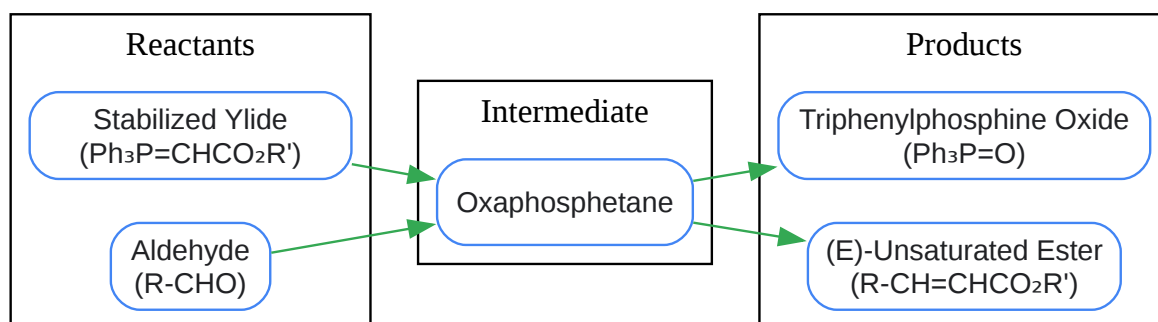 Reactants
Stabilized Ylide
(Ph₃P=CHCO₂R')
Aldehyde
(R-CHO)
Intermediate
Oxaphosphetane
Products
Triphenylphosphine Oxide
(Ph₃P=O)
(E)-Unsaturated Ester
(R-CH=CHCO₂R')